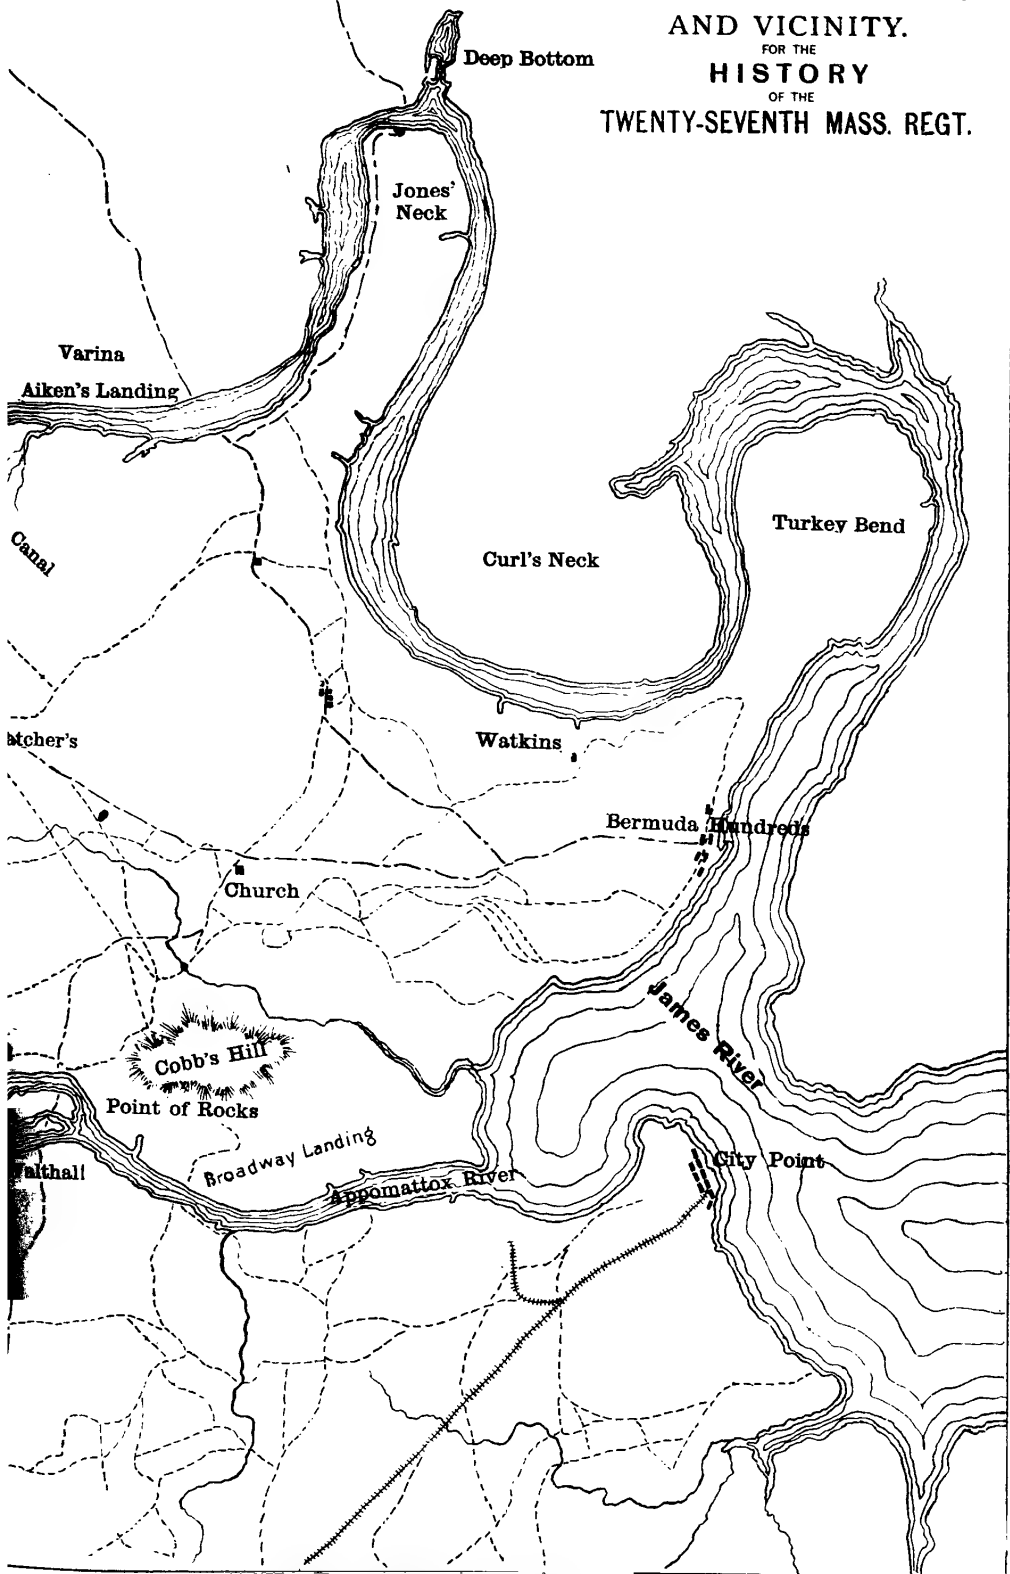 AND VICINITY.
FOR THE
HISTORY
OF THE
TWENTY-SEVENTH MASS. REGT.
Deep Bottom
Jones'
Neck
Varina
Aiken's Landing
Turkey Bend
Canal
Curl's Neck
atcher's
Watkins
Bermuda Hundreds
Church
James River
Cobb's Hill
Point of Rocks
Broadway Landing
althall
City Point
Appomattox River